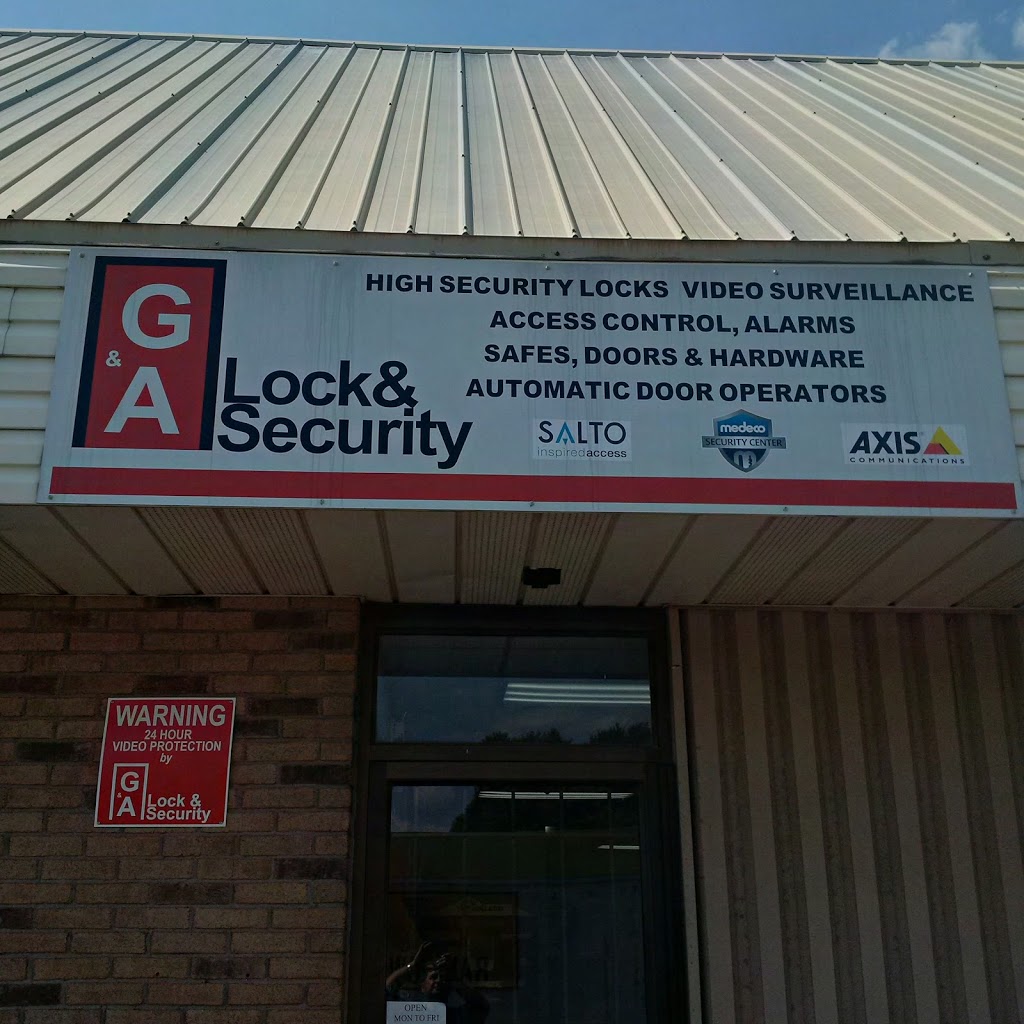 G
&
A
Lock&
Security
HIGH SECURITY LOCKS VIDEO SURVEILLANCE
ACCESS CONTROL, ALARMS
SAFES, DOORS & HARDWARE
AUTOMATIC DOOR OPERATORS
SALTO
inspiredaccess
medeco
SECURITY CENTER
AXIS
COMMUNICATIONS
WARNING
24 HOUR
VIDEO PROTECTION
by
G
&
A
Lock &
Security
OPEN
MON TO FRI